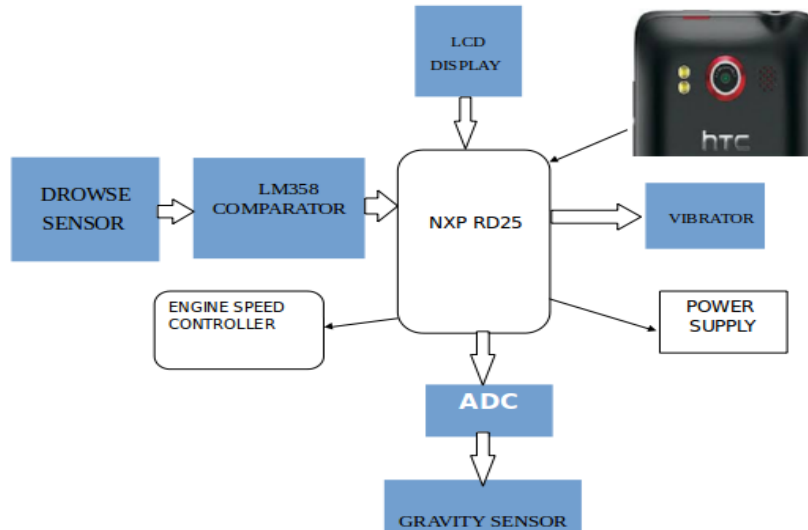 LCD
DISPLAY
hTC
DROWSE
SENSOR
LM358
COMPARATOR
NXP RD25
VIBRATOR
ENGINE SPEED
CONTROLLER
POWER
SUPPLY
ADC
GRAVITY SENSOR